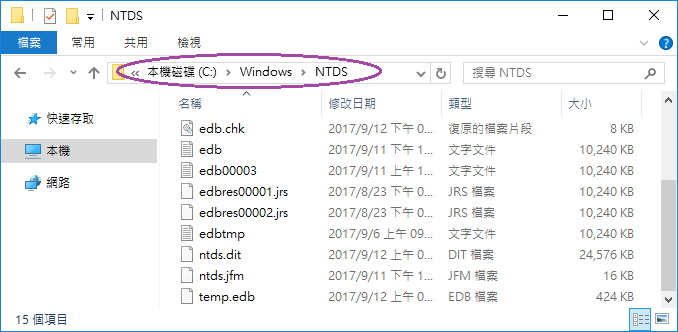 NTDS
檔案 常用 共用 檢視
« 本機磁碟 (C:) › Windows › NTDS 搜尋 NTDS
快速存取
本機
網路
名稱 修改日期 類型 大小
edb.chk 2017/9/12 下午 0... 復原的檔案片段 8 KB
edb 2017/9/11 下午 1... 文字文件 10,240 KB
edb00003 2017/9/11 上午 1... 文字文件 10,240 KB
edbres00001.jrs 2017/8/23 下午 0... JRS 檔案 10,240 KB
edbres00002.jrs 2017/8/23 下午 0... JRS 檔案 10,240 KB
edbtmp 2017/9/6 上午 09... 文字文件 10,240 KB
ntds.dit 2017/9/12 上午 0... DIT 檔案 24,576 KB
ntds.jfm 2017/9/11 下午 1... JFM 檔案 16 KB
temp.edb 2017/9/12 下午 0... EDB 檔案 424 KB
15 個項目